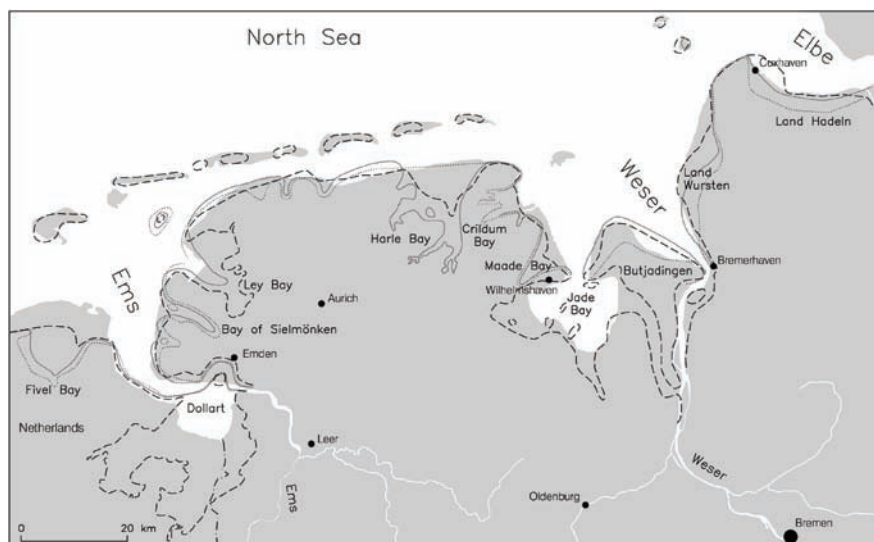 North Sea
Elbe
Cuxhaven
Land Hadeln
Land
Wursten
Weser
Harle Bay
Crildum
Bay
Maade Bay
Wilhelmshaven
Jade
Bay
Butjadingen
Bremerhaven
Ems
Ley Bay
Aurich
Bay of Sielmönken
Emden
Fivel Bay
Dollart
Netherlands
Leer
Ems
Weser
Oldenburg
Bremen
0 20 km